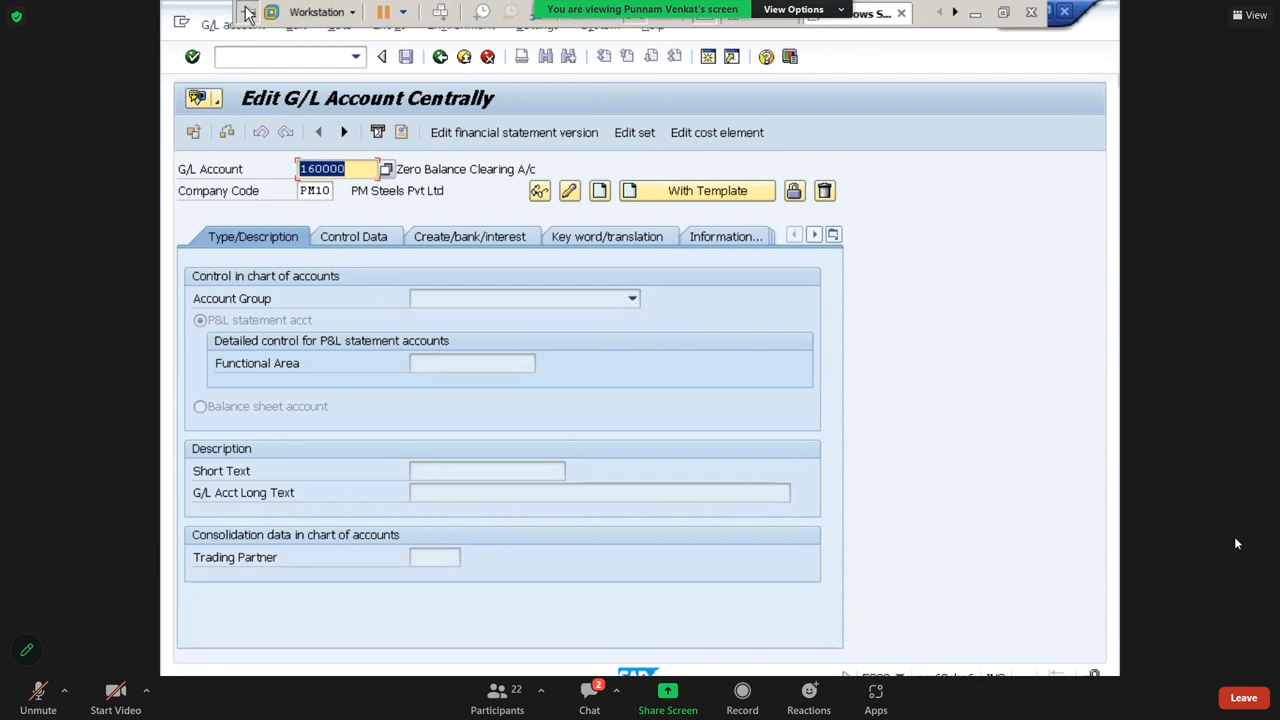 Workstation
You are viewing Punnam Venkat's screen
View Options
ows S...
View
G/L account
Edit G/L Account Centrally
Edit financial statement version Edit set Edit cost element
G/L Account 160000 Zero Balance Clearing A/c
Company Code PM10 PM Steels Pvt Ltd With Template
Type/Description Control Data Create/bank/interest Key word/translation Information...
Control in chart of accounts
Account Group
P&L statement acct
Detailed control for P&L statement accounts
Functional Area
Balance sheet account
Description
Short Text
G/L Acct Long Text
Consolidation data in chart of accounts
Trading Partner
SAP
Unmute Start Video 22 Participants 2 Chat Share Screen Record Reactions Apps Leave